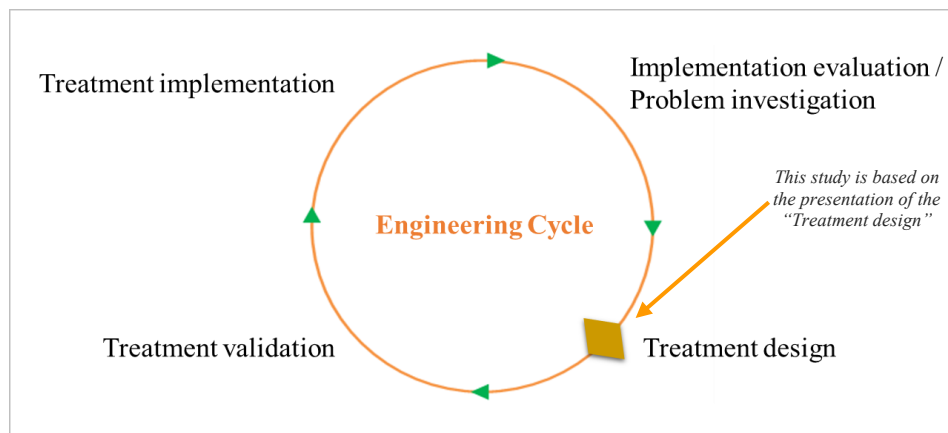 Treatment implementation
Implementation evaluation /
Problem investigation
This study is based on
the presentation of the
“Treatment design”
Engineering Cycle
Treatment validation
Treatment design